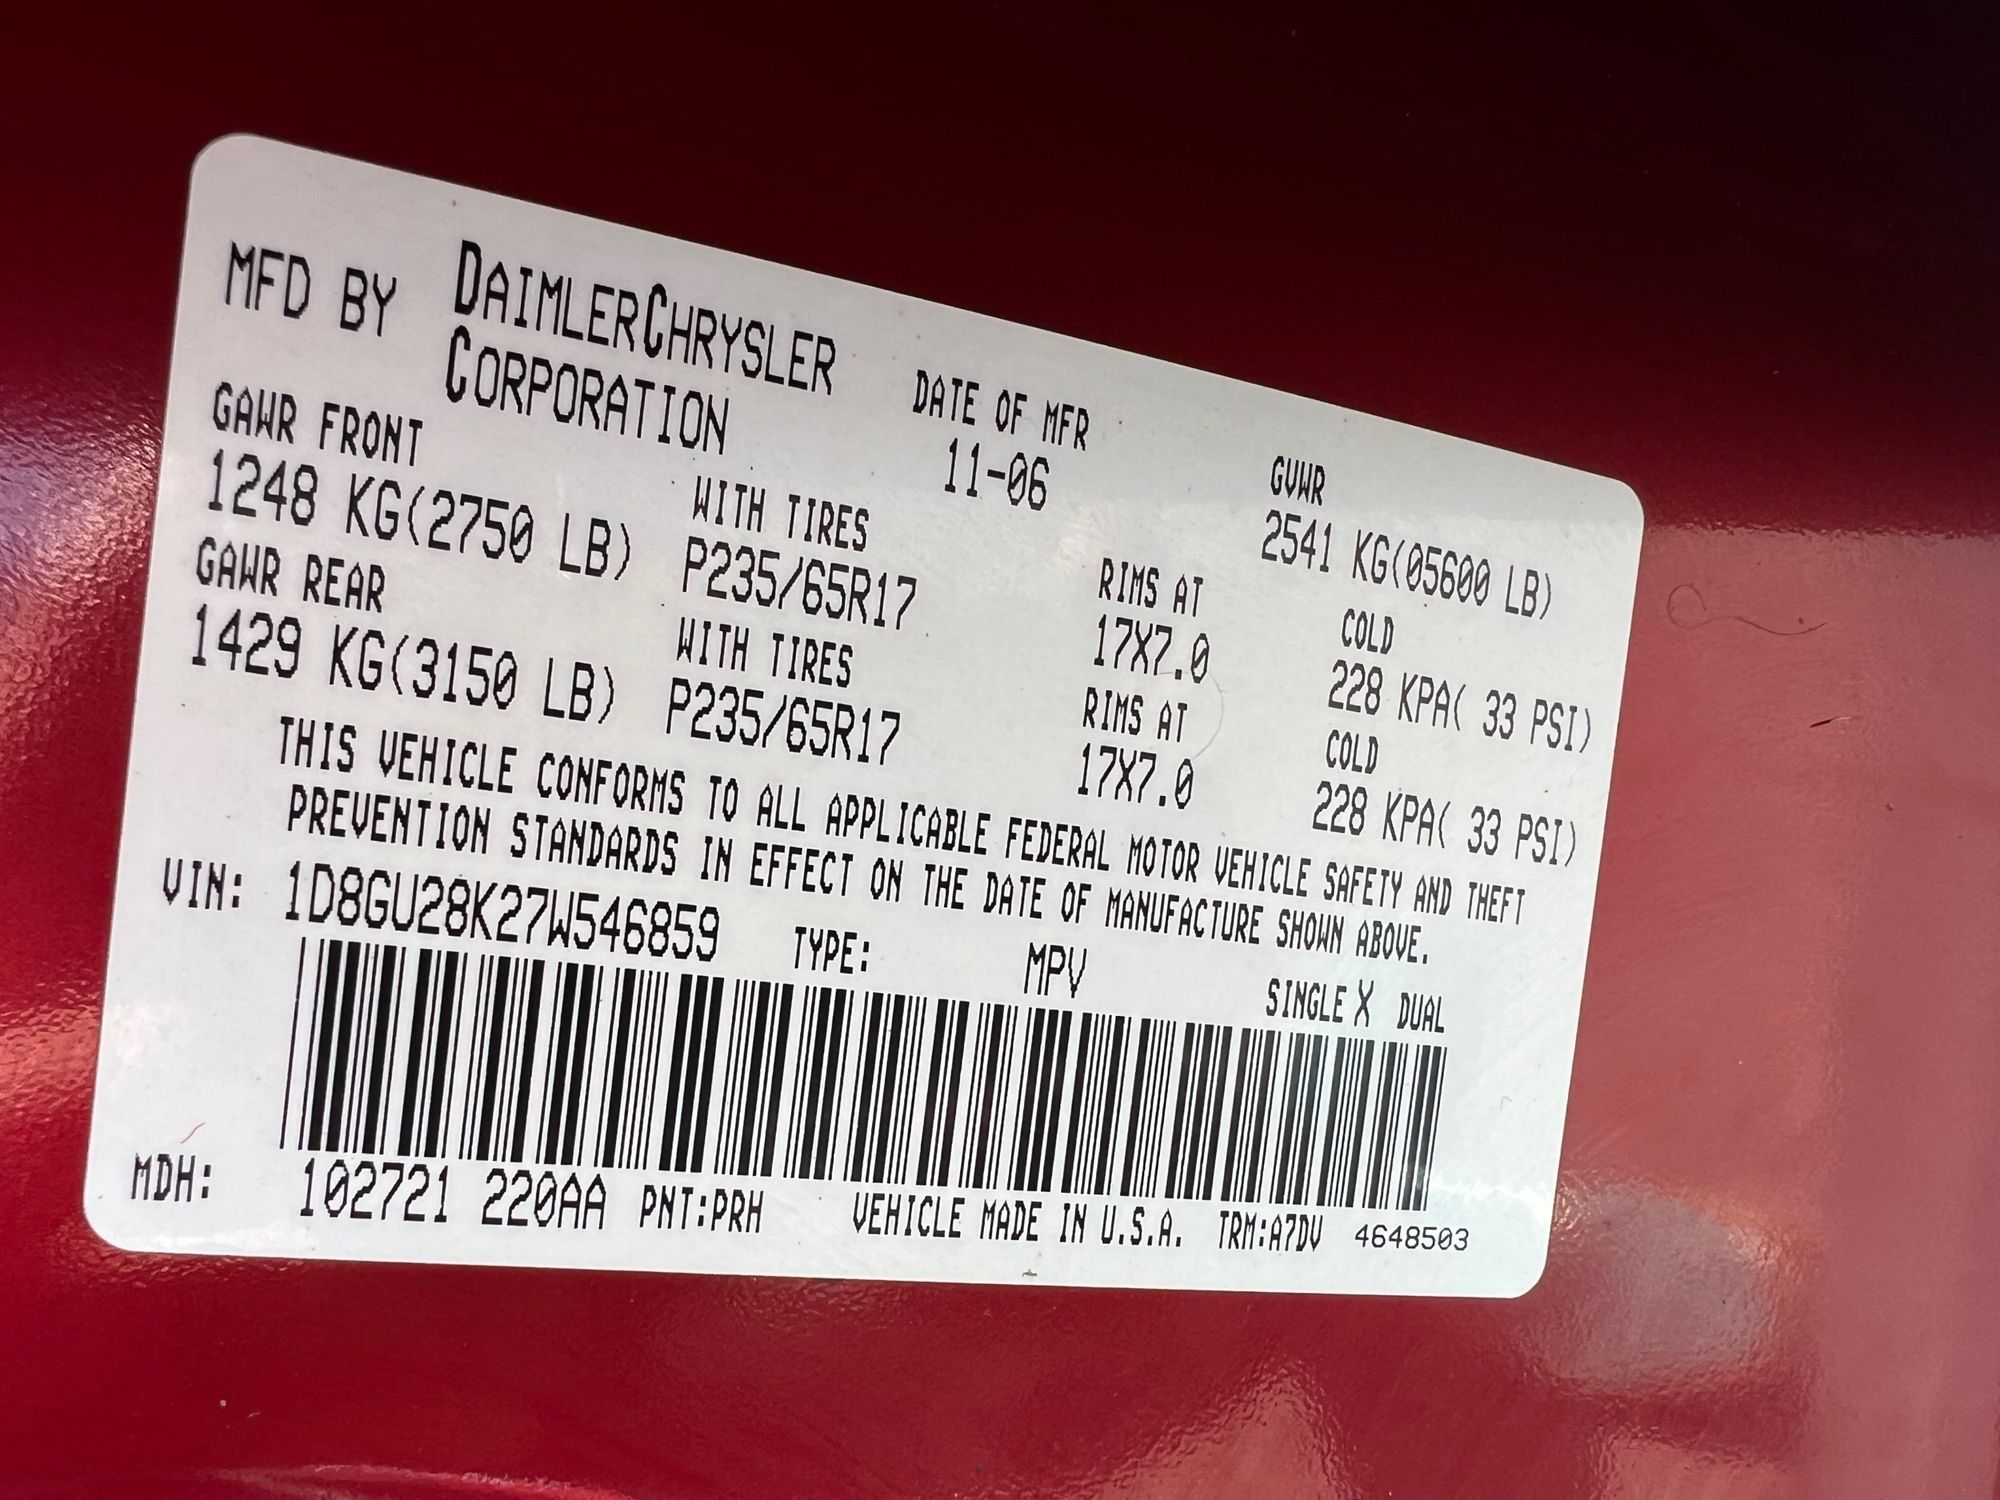 MFD BY DAIMLERCHRYSLER
CORPORATION
DATE OF MFR
11-06
GVWR
2541 KG(05600 LB)
GAWR FRONT
1248 KG(2750 LB)
WITH TIRES
P235/65R17
RIMS AT
17X7.0
COLD
228 KPA( 33 PSI)
GAWR REAR
1429 KG(3150 LB)
WITH TIRES
P235/65R17
RIMS AT
17X7.0
COLD
228 KPA( 33 PSI)
THIS VEHICLE CONFORMS TO ALL APPLICABLE FEDERAL MOTOR VEHICLE SAFETY AND THEFT
PREVENTION STANDARDS IN EFFECT ON THE DATE OF MANUFACTURE SHOWN ABOVE.
VIN: 1D8GU28K27W546859 TYPE: MPV SINGLE X DUAL
MDH: 102721 220AA PNT:PRH VEHICLE MADE IN U.S.A. TRM:A7DV 4648503